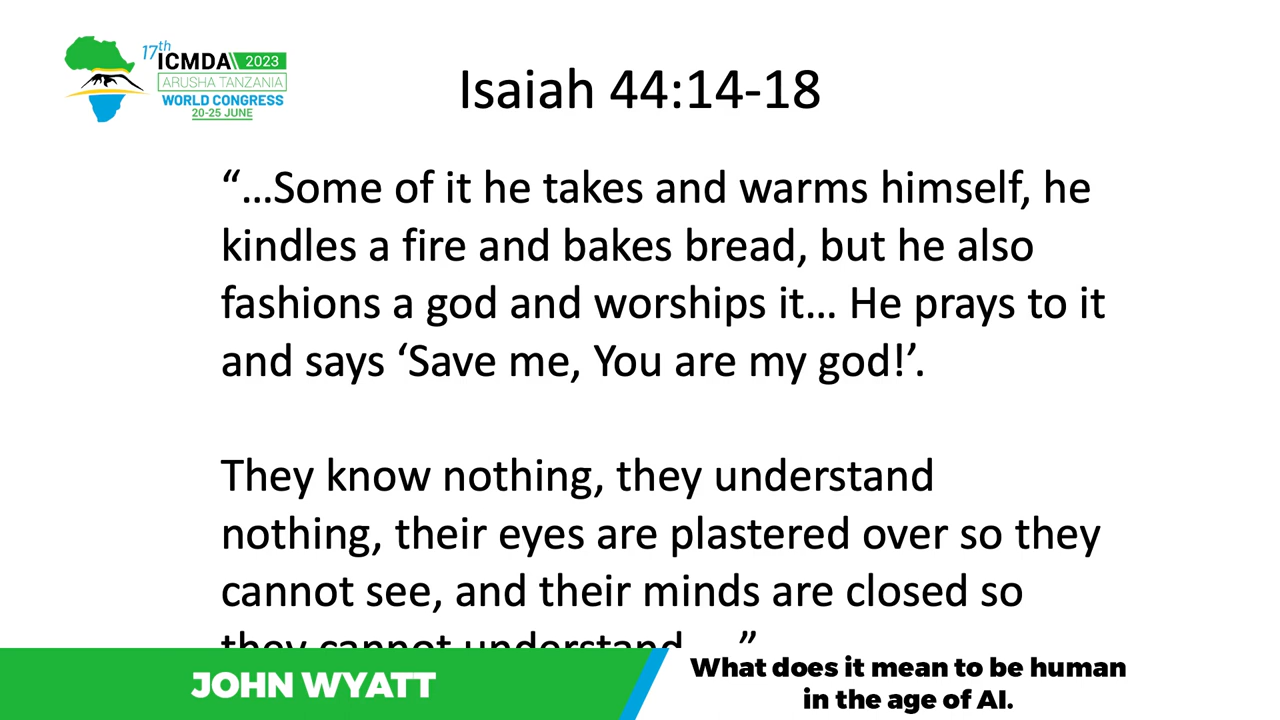 17th
ICMDA 2023
ARUSHA TANZANIA
WORLD CONGRESS
20-25 JUNE
Isaiah 44:14-18
“…Some of it he takes and warms himself, he
kindles a fire and bakes bread, but he also
fashions a god and worships it… He prays to it
and says ‘Save me, You are my god!’.
They know nothing, they understand
nothing, their eyes are plastered over so they
cannot see, and their minds are closed so
they cannot understand ”
JOHN WYATT
What does it mean to be human
in the age of AI.